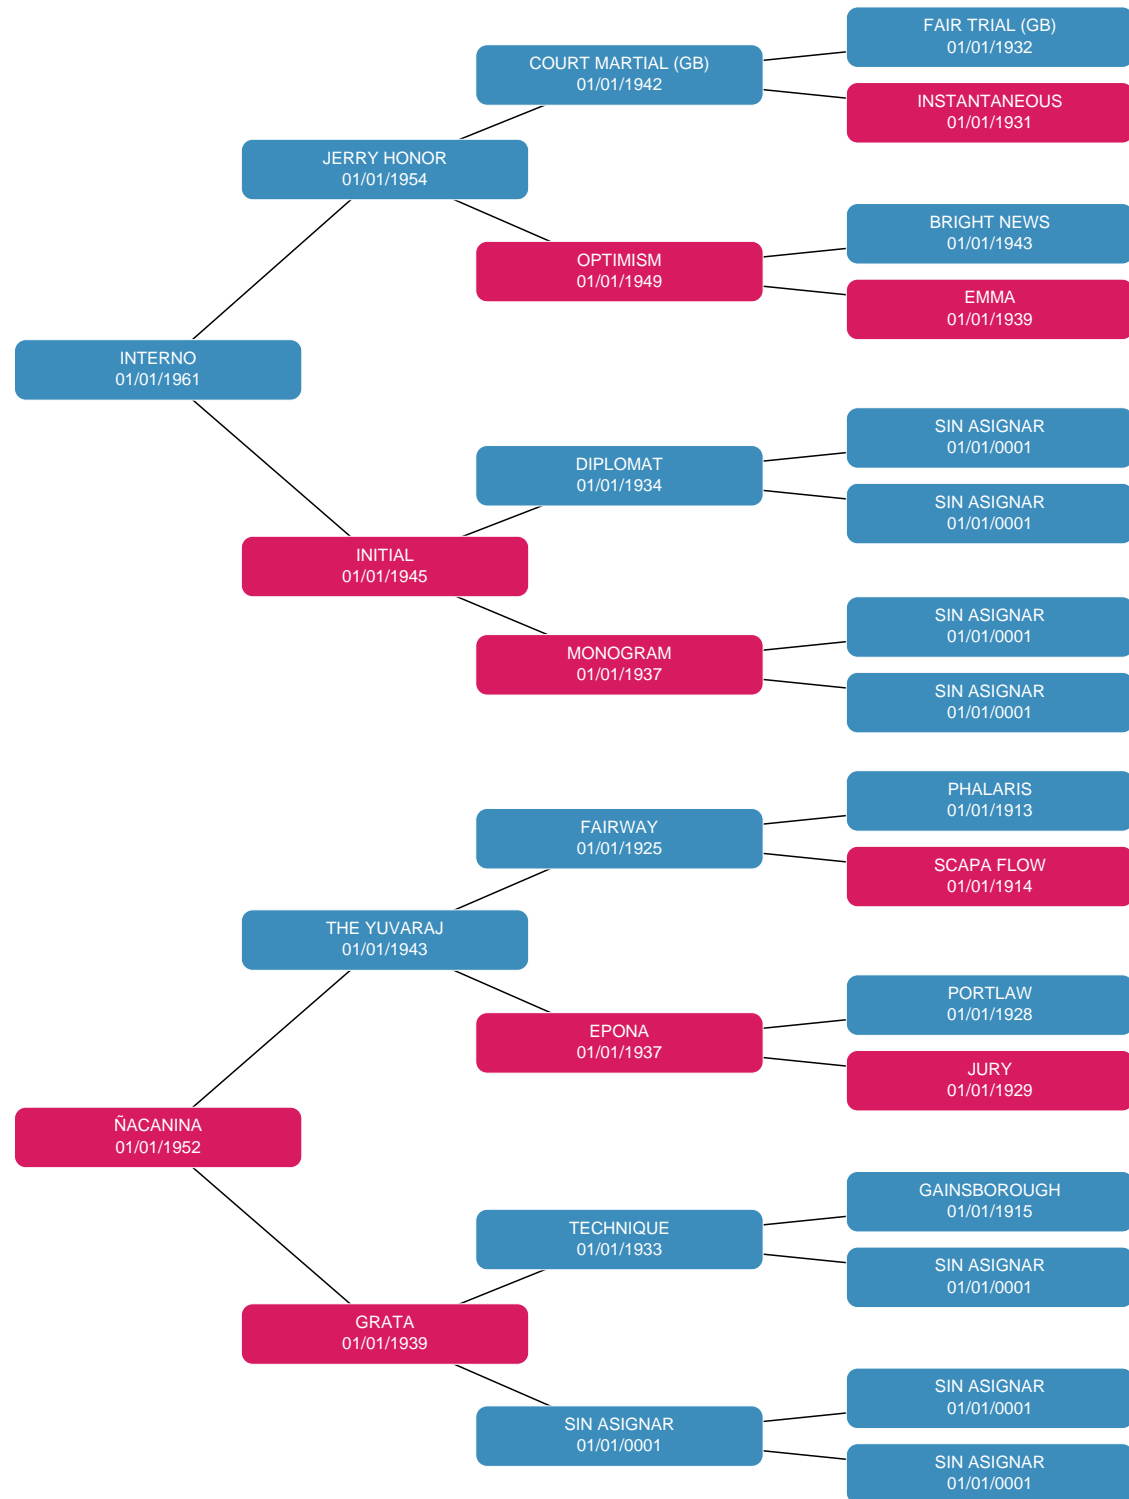 FAIR TRIAL (GB)
01/01/1932
COURT MARTIAL (GB)
01/01/1942
INSTANTANEOUS
01/01/1931
JERRY HONOR
01/01/1954
BRIGHT NEWS
01/01/1943
OPTIMISM
01/01/1949
EMMA
01/01/1939
INTERNO
01/01/1961
SIN ASIGNAR
01/01/0001
DIPLOMAT
01/01/1934
SIN ASIGNAR
01/01/0001
INITIAL
01/01/1945
SIN ASIGNAR
01/01/0001
MONOGRAM
01/01/1937
SIN ASIGNAR
01/01/0001
PHALARIS
01/01/1913
FAIRWAY
01/01/1925
SCAPA FLOW
01/01/1914
THE YUVARAJ
01/01/1943
PORTLAW
01/01/1928
EPONA
01/01/1937
JURY
01/01/1929
ÑACANINA
01/01/1952
GAINSBOROUGH
01/01/1915
TECHNIQUE
01/01/1933
SIN ASIGNAR
01/01/0001
GRATA
01/01/1939
SIN ASIGNAR
01/01/0001
SIN ASIGNAR
01/01/0001
SIN ASIGNAR
01/01/0001